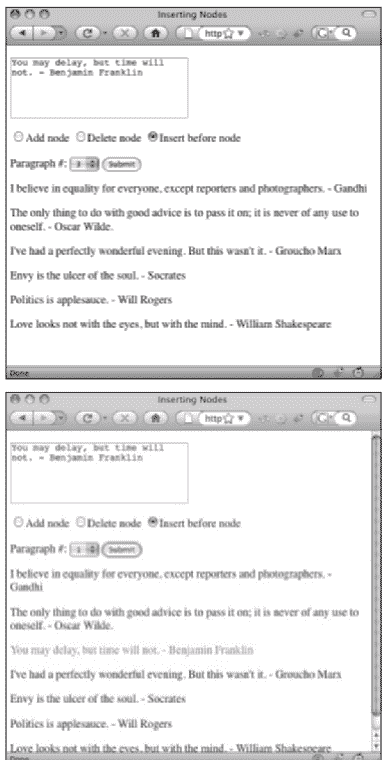 Inserting Nodes
http
You may delay, but time will
not. - Benjamin Franklin
Add node Delete node Insert before node
Paragraph #: 3 Submit
I believe in equality for everyone, except reporters and photographers. - Gandhi
The only thing to do with good advice is to pass it on; it is never of any use to
oneself. - Oscar Wilde.
I've had a perfectly wonderful evening. But this wasn't it. - Groucho Marx
Envy is the ulcer of the soul. - Socrates
Politics is applesauce. - Will Rogers
Love looks not with the eyes, but with the mind. - William Shakespeare
Done
Inserting Nodes
http
You may delay, but time will
not. - Benjamin Franklin
Add node Delete node Insert before node
Paragraph #: 1 Submit
I believe in equality for everyone, except reporters and photographers. -
Gandhi
The only thing to do with good advice is to pass it on; it is never of any use to
oneself. - Oscar Wilde.
You may delay, but time will not. - Benjamin Franklin
I've had a perfectly wonderful evening. But this wasn't it. - Groucho Marx
Envy is the ulcer of the soul. - Socrates
Politics is applesauce. - Will Rogers
Love looks not with the eyes, but with the mind. - William Shakespeare
Done